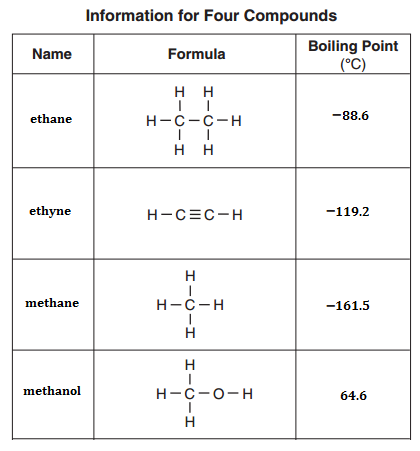 Information for Four Compounds
Name Formula Boiling Point
(°C)
ethane
H H
H–C–C–H
H H
−88.6
ethyne
H–C≡C–H
−119.2
methane
H
H–C–H
H
−161.5
methanol
H
H–C–O–H
H
64.6